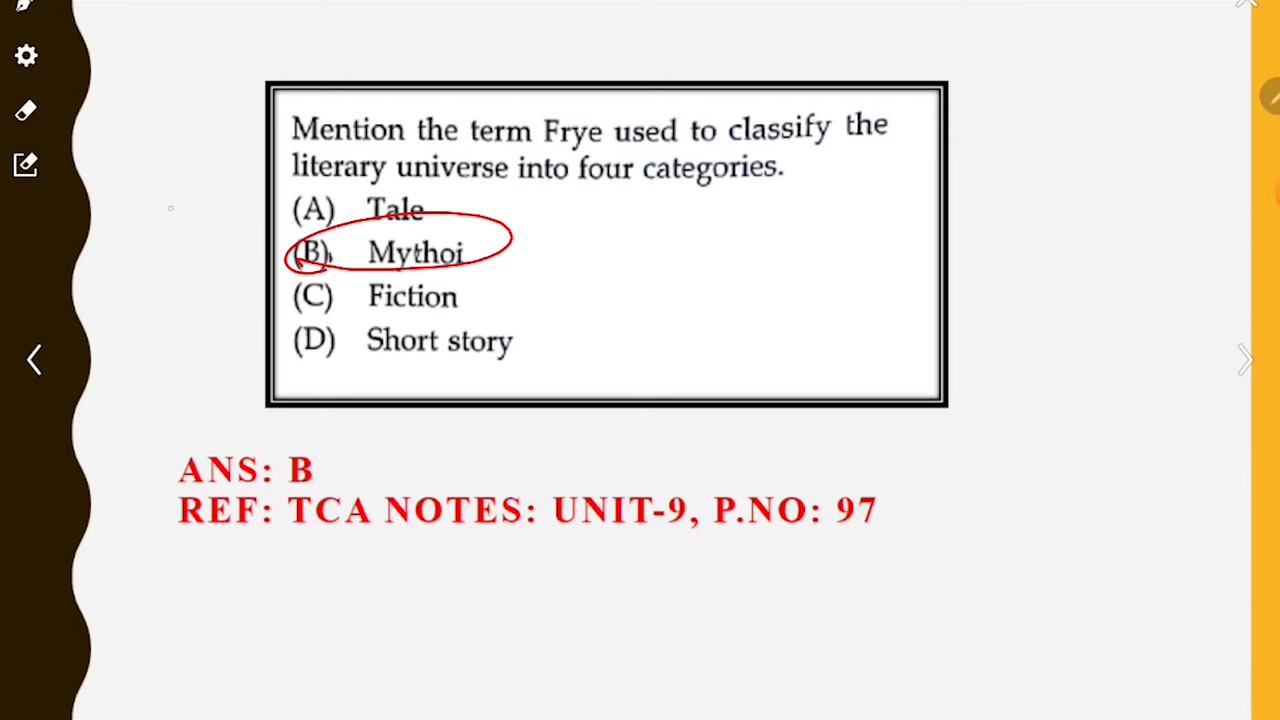 Mention the term Frye used to classify the
literary universe into four categories.
(A) Tale
(B) Mythoi
(C) Fiction
(D) Short story
ANS: B
REF: TCA NOTES: UNIT-9, P.NO: 97